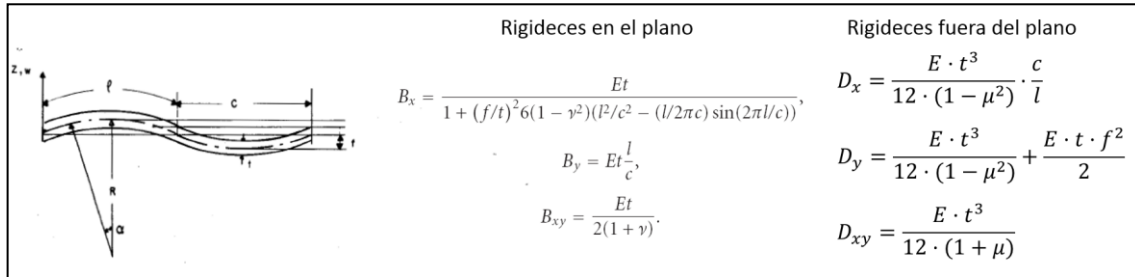 Rigideces en el plano
Rigideces fuera del plano
Z, w
ℓ
c
f
R
α
t
B_x = Et / (1 + (f/t)^2 6(1 − ν^2)(l^2/c^2 − (l/2πc) sin(2πl/c))),
B_y = Et l/c,
B_xy = Et / 2(1 + ν).
D_x = E · t^3 / 12 · (1 − μ^2) · c/l
D_y = E · t^3 / 12 · (1 − μ^2) + E · t · f^2 / 2
D_xy = E · t^3 / 12 · (1 + μ)